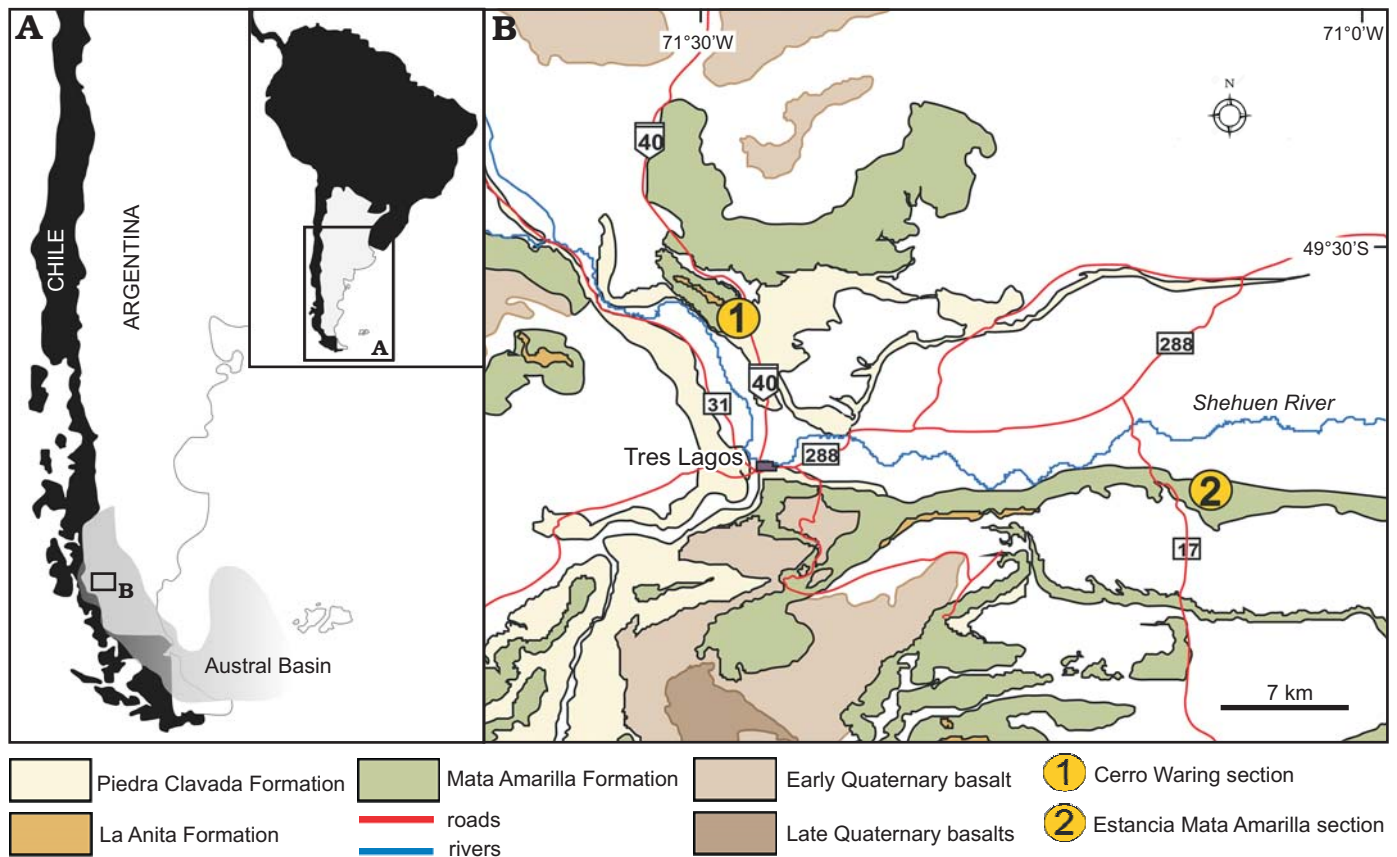 A
CHILE
ARGENTINA
A
B
Austral Basin
B
71°30'W
71°0'W
N
40
49°30'S
1
288
40
31
Shehuen River
Tres Lagos
288
2
17
7 km
Piedra Clavada Formation
Mata Amarilla Formation
Early Quaternary basalt
1 Cerro Waring section
La Anita Formation
roads
rivers
Late Quaternary basalts
2 Estancia Mata Amarilla section